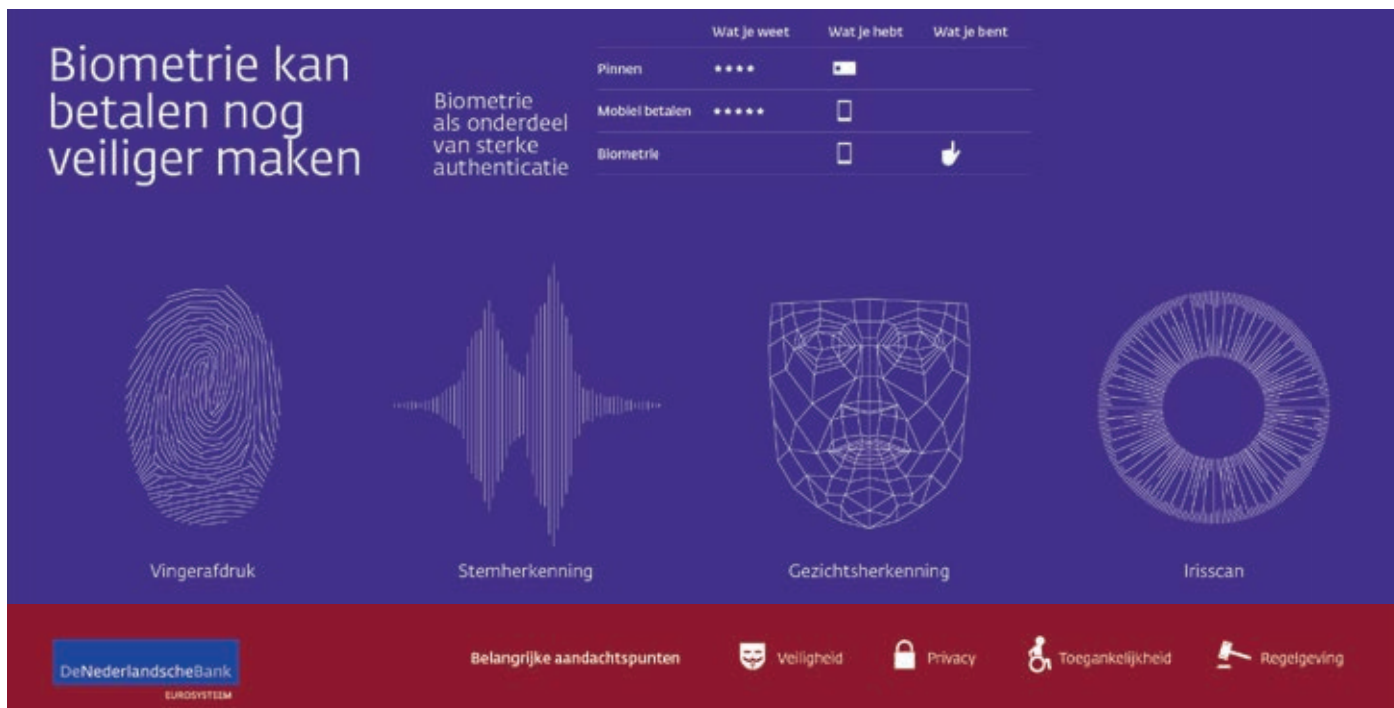 Biometrie kan
betalen nog
veiliger maken
Biometrie
als onderdeel
van sterke
authenticatie
Wat je weet Wat je hebt Wat je bent
Pinnen ****
Mobiel betalen *****
Biometrie
Vingerafdruk Stemherkenning Gezichtsherkenning Irisscan
DeNederlandscheBank
EUROSYSTEEM
Belangrijke aandachtspunten Veiligheid Privacy Toegankelijkheid Regelgeving